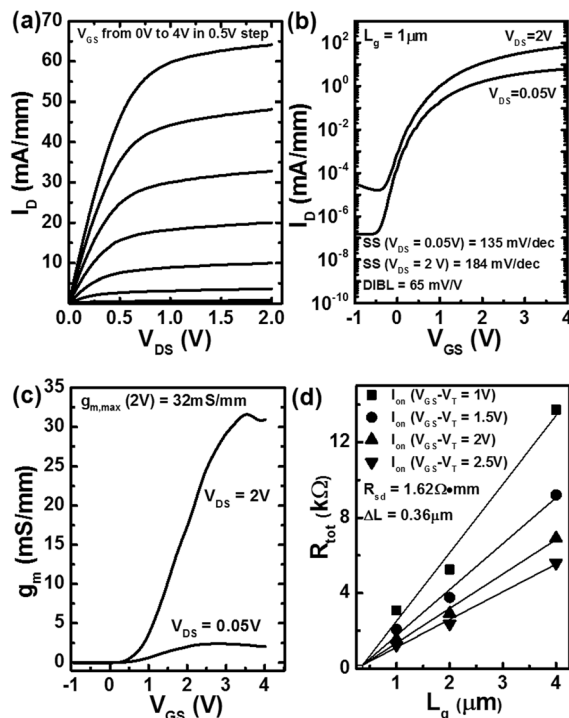 (a)
V_GS from 0V to 4V in 0.5V step
70
60
50
40
30
20
10
0
I_D (mA/mm)
0.0 0.5 1.0 1.5 2.0
V_DS (V)
(b)
L_g = 1μm
V_DS=2V
V_DS=0.05V
10^2
10^0
10^-2
10^-4
10^-6
10^-8
10^-10
I_D (mA/mm)
SS (V_DS = 0.05V) = 135 mV/dec
SS (V_DS = 2 V) = 184 mV/dec
DIBL = 65 mV/V
-1 0 1 2 3 4
V_GS
(c)
g_m,max (2V) = 32mS/mm
V_DS = 2V
V_DS = 0.05V
35
30
25
20
15
10
5
0
g_m (mS/mm)
-1 0 1 2 3 4
V_GS (V)
(d)
I_on (V_GS-V_T = 1V)
I_on (V_GS-V_T = 1.5V)
I_on (V_GS-V_T = 2V)
I_on (V_GS-V_T = 2.5V)
R_sd = 1.62Ω•mm
ΔL = 0.36μm
12
8
4
0
R_tot (kΩ)
1 2 3 4
L_g (μm)